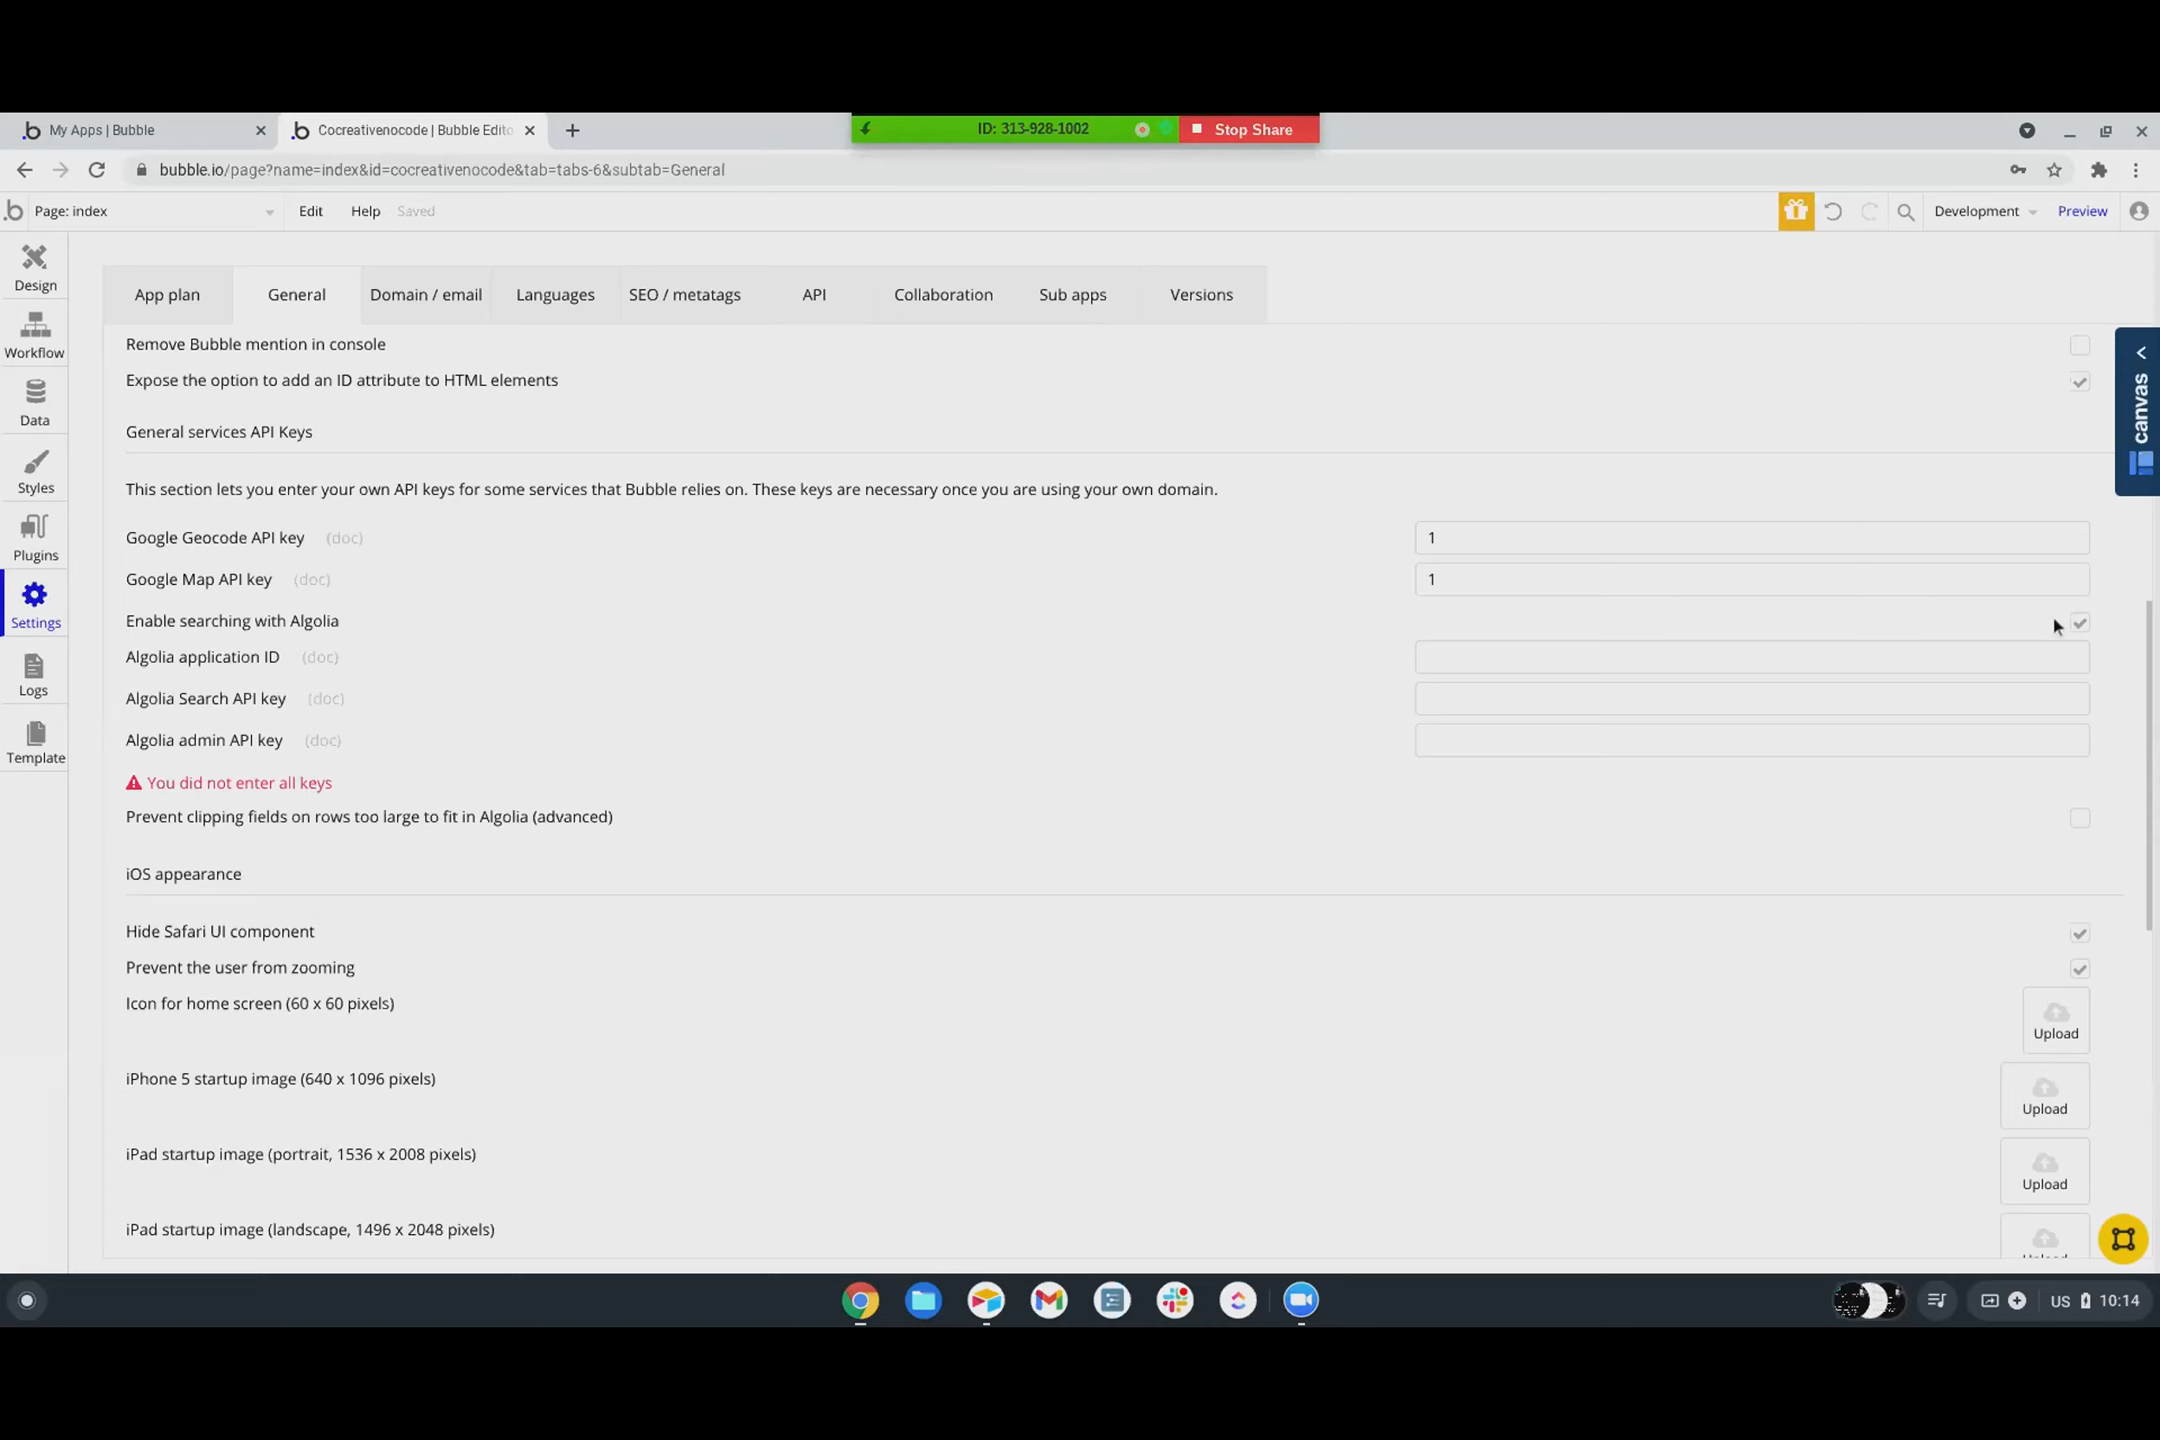 My Apps | Bubble
Cocreativenocode | Bubble Edito
ID: 313-928-1002
Stop Share
bubble.io/page?name=index&id=cocreativenocode&tab=tabs-6&subtab=General
Page: index
Edit
Help
Saved
Development
Preview
Design
Workflow
Data
Styles
Plugins
Settings
Logs
Template
App plan
General
Domain / email
Languages
SEO / metatags
API
Collaboration
Sub apps
Versions
Remove Bubble mention in console
Expose the option to add an ID attribute to HTML elements
General services API Keys
This section lets you enter your own API keys for some services that Bubble relies on. These keys are necessary once you are using your own domain.
Google Geocode API key (doc)
1
Google Map API key (doc)
1
Enable searching with Algolia
Algolia application ID (doc)
Algolia Search API key (doc)
Algolia admin API key (doc)
You did not enter all keys
Prevent clipping fields on rows too large to fit in Algolia (advanced)
iOS appearance
Hide Safari UI component
Prevent the user from zooming
Icon for home screen (60 x 60 pixels)
Upload
iPhone 5 startup image (640 x 1096 pixels)
Upload
iPad startup image (portrait, 1536 x 2008 pixels)
Upload
iPad startup image (landscape, 1496 x 2048 pixels)
Upload
canvas
US
10:14